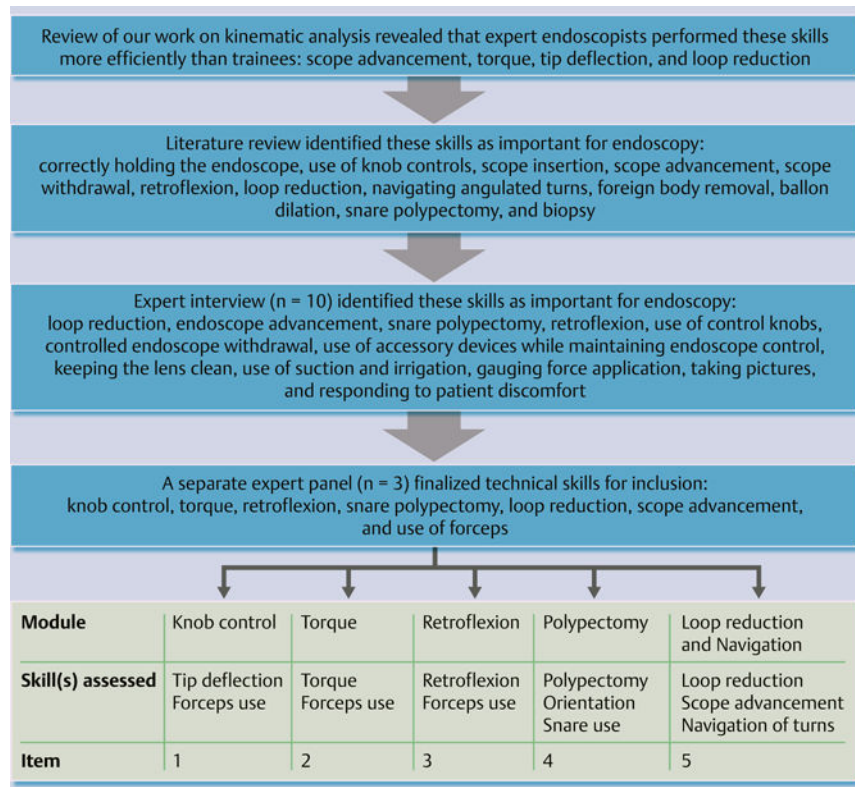 Review of our work on kinematic analysis revealed that expert endoscopists performed these skills
more efficiently than trainees: scope advancement, torque, tip deflection, and loop reduction
Literature review identified these skills as important for endoscopy:
correctly holding the endoscope, use of knob controls, scope insertion, scope advancement, scope
withdrawal, retroflexion, loop reduction, navigating angulated turns, foreign body removal, ballon
dilation, snare polypectomy, and biopsy
Expert interview (n = 10) identified these skills as important for endoscopy:
loop reduction, endoscope advancement, snare polypectomy, retroflexion, use of control knobs,
controlled endoscope withdrawal, use of accessory devices while maintaining endoscope control,
keeping the lens clean, use of suction and irrigation, gauging force application, taking pictures,
and responding to patient discomfort
A separate expert panel (n = 3) finalized technical skills for inclusion:
knob control, torque, retroflexion, snare polypectomy, loop reduction, scope advancement,
and use of forceps
Module Knob control Torque Retroflexion Polypectomy Loop reduction
and Navigation
Skill(s) assessed Tip deflection Torque Retroflexion Polypectomy Loop reduction
Forceps use Forceps use Forceps use Orientation Scope advancement
Snare use Navigation of turns
Item 1 2 3 4 5